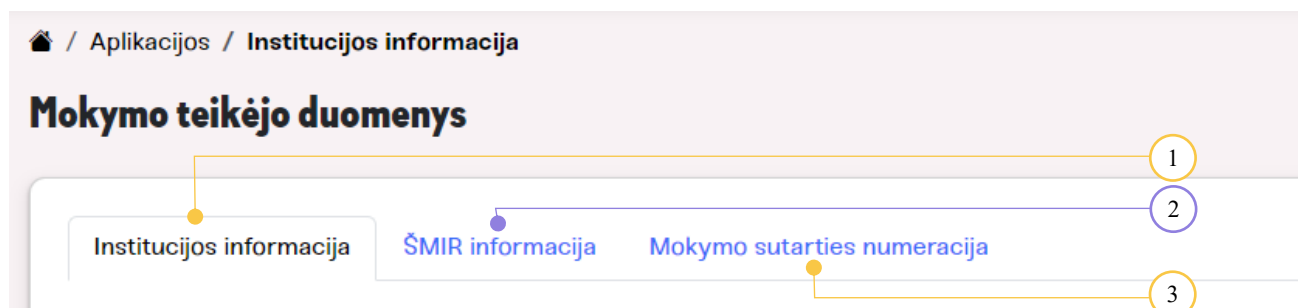 / Aplikacijos / Institucijos informacija
Mokymo teikėjo duomenys
1
2
Institucijos informacija ŠMIR informacija Mokymo sutarties numeracija
3